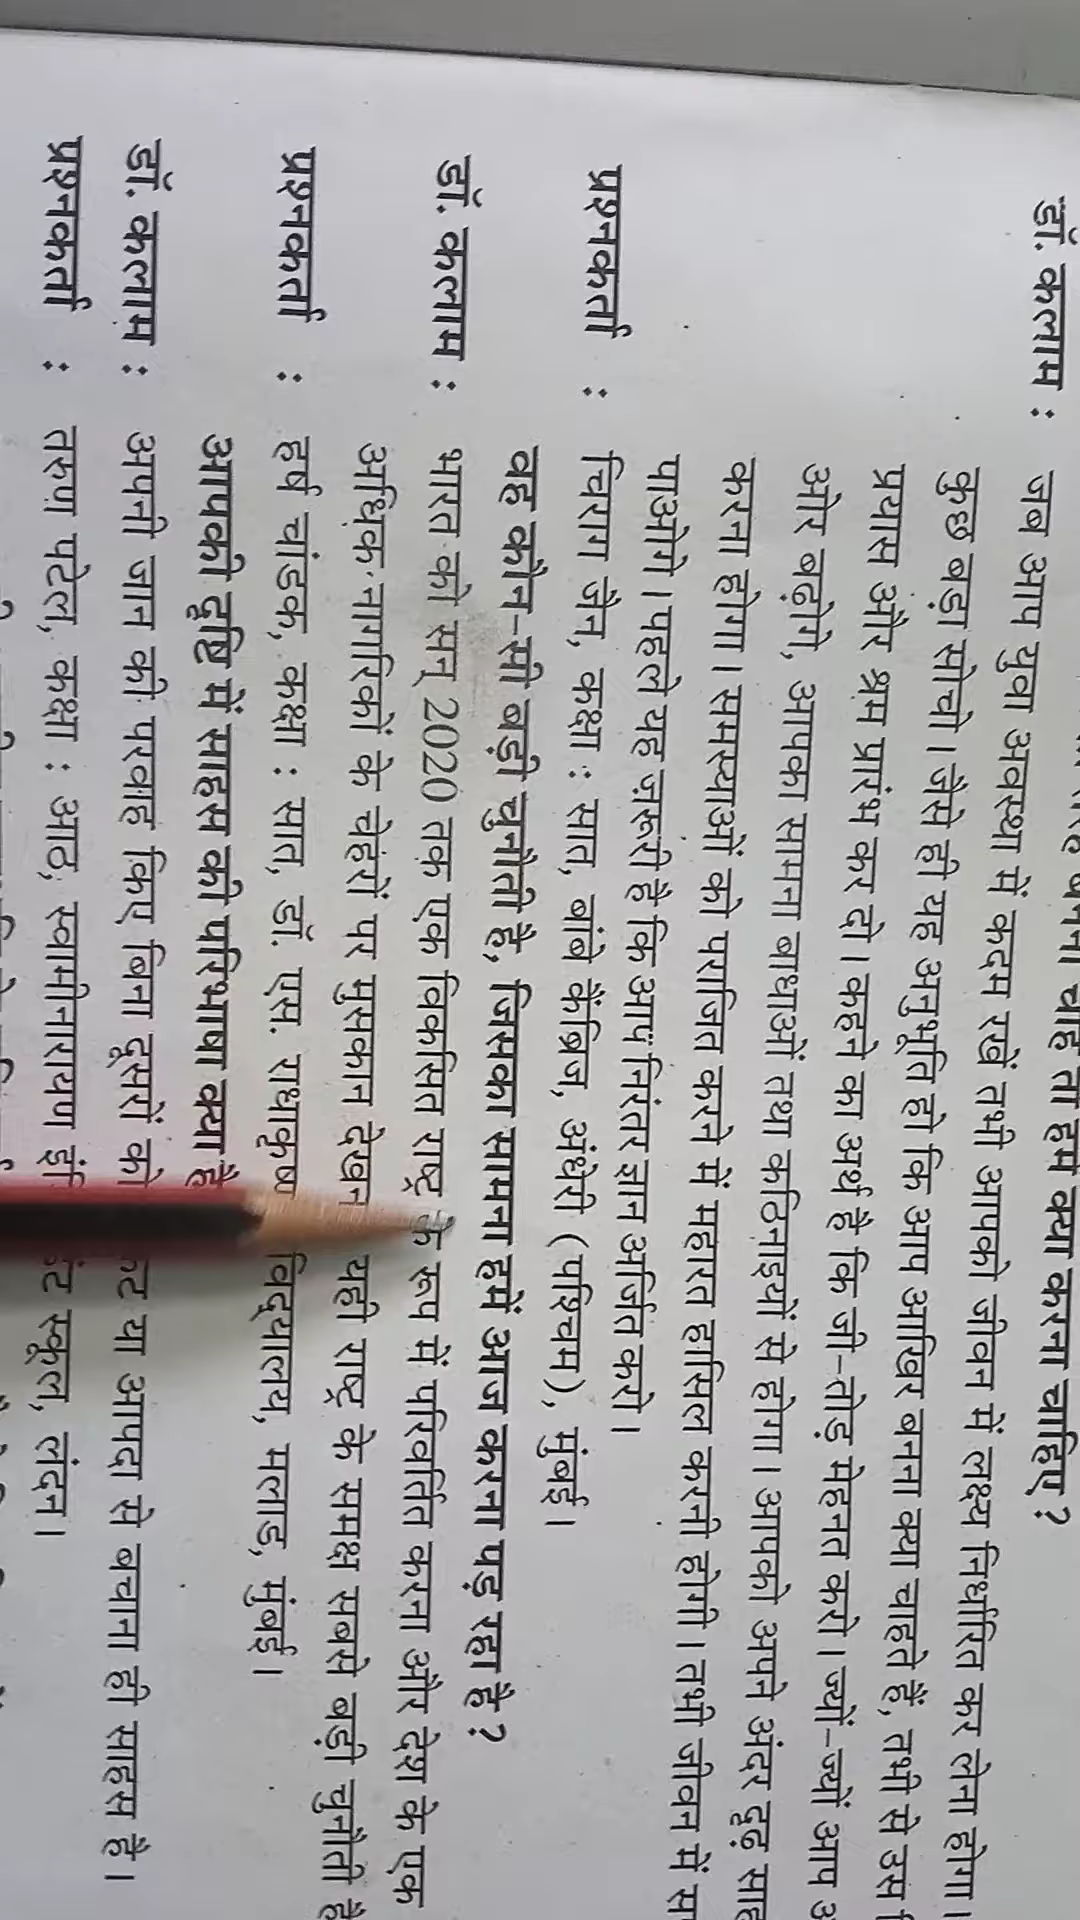 बनना चाहें तो हम क्या करना चाहिए?
डॉ. कलाम : जब आप युवा अवस्था में कदम रखें तभी आपको जीवन में लक्ष्य निर्धारित कर लेना होगा।
कुछ बड़ा सोचो। जैसे ही यह अनुभूति हो कि आप आखिर बनना क्या चाहते हैं, तभी से उस
प्रयास और श्रम प्रारंभ कर दो। कहने का अर्थ है कि जी-तोड़ मेहनत करो। ज्यों-ज्यों आप
ओर बढ़ोगे, आपका सामना बाधाओं तथा कठिनाइयों से होगा। आपको अपने अंदर दृढ़
करना होगा। समस्याओं को पराजित करने में महारत हासिल करनी होगी। तभी जीवन में
पाओगे। पहले यह ज़रूरी है कि आप निरंतर ज्ञान अर्जित करो।
प्रश्नकर्ता : चिराग जैन, कक्षा : सात, बांबे कैंब्रिज, अंधेरी (पश्चिम), मुंबई।
वह कौन-सी बड़ी चुनौती है, जिसका सामना हमें आज करना पड़ रहा है?
डॉ. कलाम : भारत को सन् 2020 तक एक विकसित राष्ट्र के रूप में परिवर्तित करना और देश के एक
अधिक नागरिकों के चेहरों पर मुसकान यही राष्ट्र के समक्ष सबसे बड़ी चुनौती है
प्रश्नकर्ता : हर्ष चांडक, कक्षा : सात, डॉ. एस. राधाकृष्ण विद्यालय, मलाड, मुंबई।
आपकी दृष्टि में साहस की परिभाषा क्या है
डॉ. कलाम : अपनी जान की परवाह किए बिना दूसरों को या आपदा से बचाना ही साहस है।
प्रश्नकर्ता : तरुण पटेल, कक्षा : आठ, स्वामीनारायण स्कूल, लंदन।